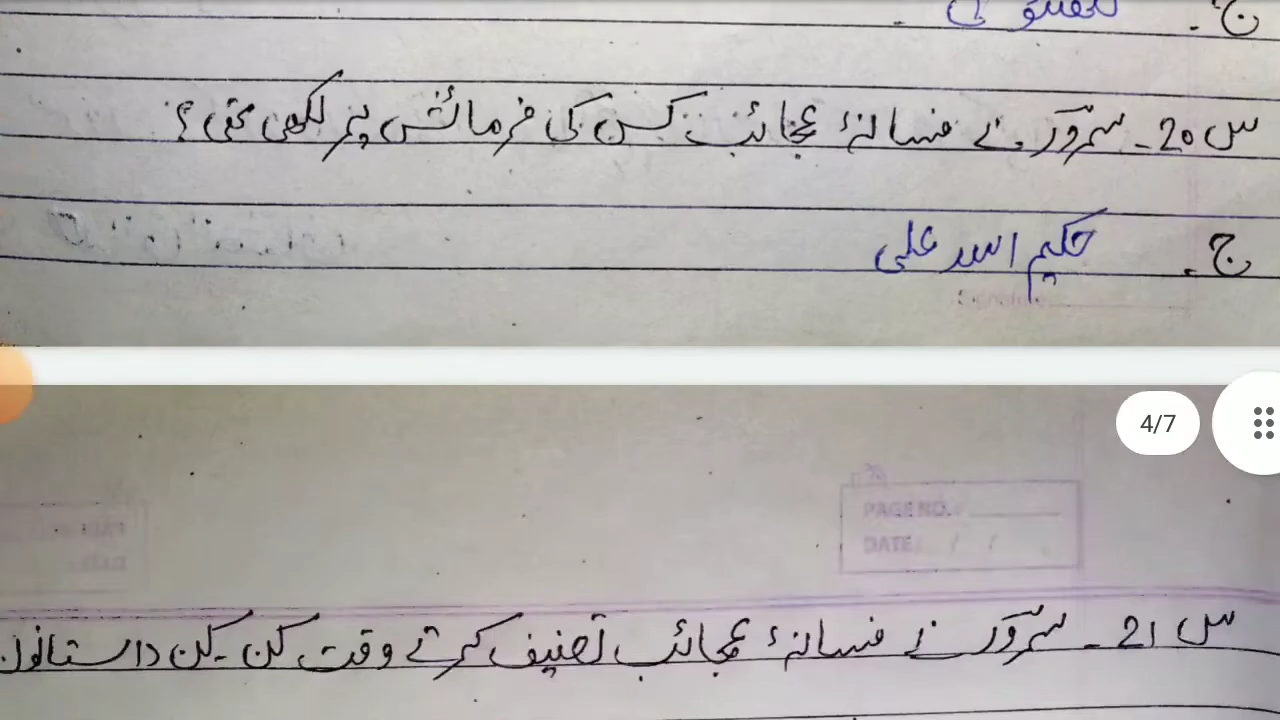 ج ۔
س 20 ۔ سرور نے فسانۂ عجائب کس کی فرمائش پر لکھی تھی ؟
ج ۔ حکیم اسد علی
4/7
PAGE NO.
DATE / /
س 21 ۔ سرور نے فسانۂ عجائب تصنیف کرتے وقت کن کن داستانوں